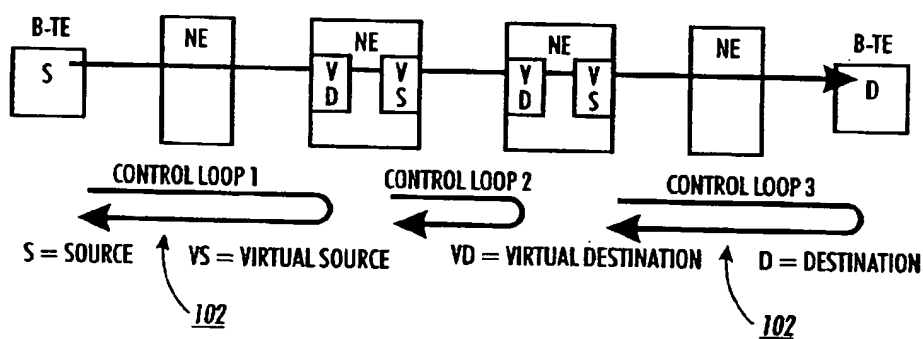 B-TE
NE
NE
NE
NE
B-TE
S
V
D
V
S
V
D
V
S
D
CONTROL LOOP 1
CONTROL LOOP 2
CONTROL LOOP 3
S = SOURCE
VS = VIRTUAL SOURCE
VD = VIRTUAL DESTINATION
D = DESTINATION
102
102